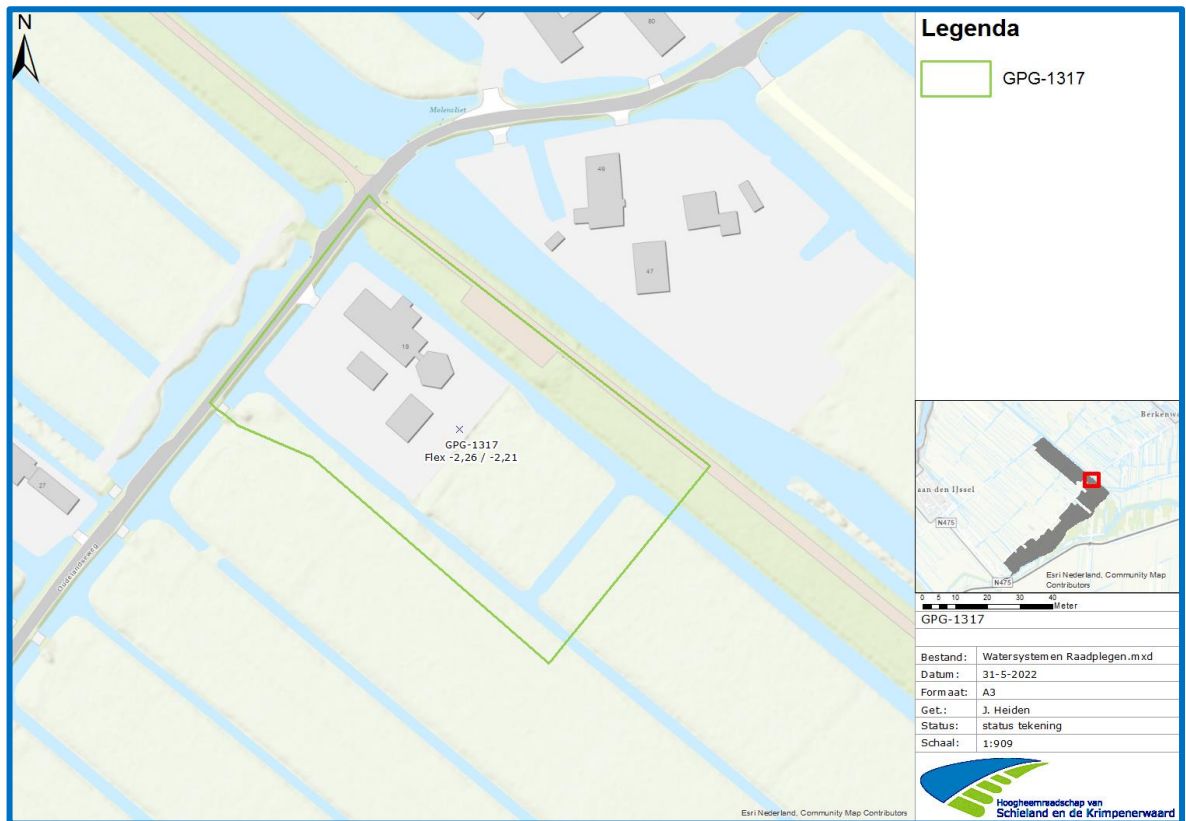 N
Molenvliet
80
48
47
19
27
GPG-1317
Flex -2,26 / -2,21
Oudelandseweg
Esri Nederland, Community Map Contributors
Legenda
GPG-1317
Berkenwo
aan den IJssel
N475
N475
Esri Nederland, Community Map
Contributors
0 5 10 20 30 40
Meter
GPG-1317
Bestand: Watersystemen Raadplegen.mxd
Datum: 31-5-2022
Formaat: A3
Get.: J. Heiden
Status: status tekening
Schaal: 1:909
Hoogheemraadschap van
Schieland en de Krimpenerwaard